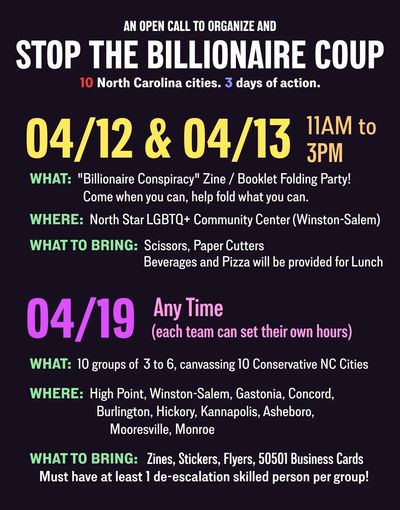 AN OPEN CALL TO ORGANIZE AND
STOP THE BILLIONAIRE COUP
10 North Carolina cities. 3 days of action.
04/12 & 04/13 11AM to
3PM
WHAT: "Billionaire Conspiracy" Zine / Booklet Folding Party!
Come when you can, help fold what you can.
WHERE: North Star LGBTQ+ Community Center (Winston-Salem)
WHAT TO BRING: Scissors, Paper Cutters
Beverages and Pizza will be provided for Lunch
04/19 Any Time
(each team can set their own hours)
WHAT: 10 groups of 3 to 6, canvassing 10 Conservative NC Cities
WHERE: High Point, Winston-Salem, Gastonia, Concord,
Burlington, Hickory, Kannapolis, Asheboro,
Mooresville, Monroe
WHAT TO BRING: Zines, Stickers, Flyers, 50501 Business Cards
Must have at least 1 de-escalation skilled person per group!